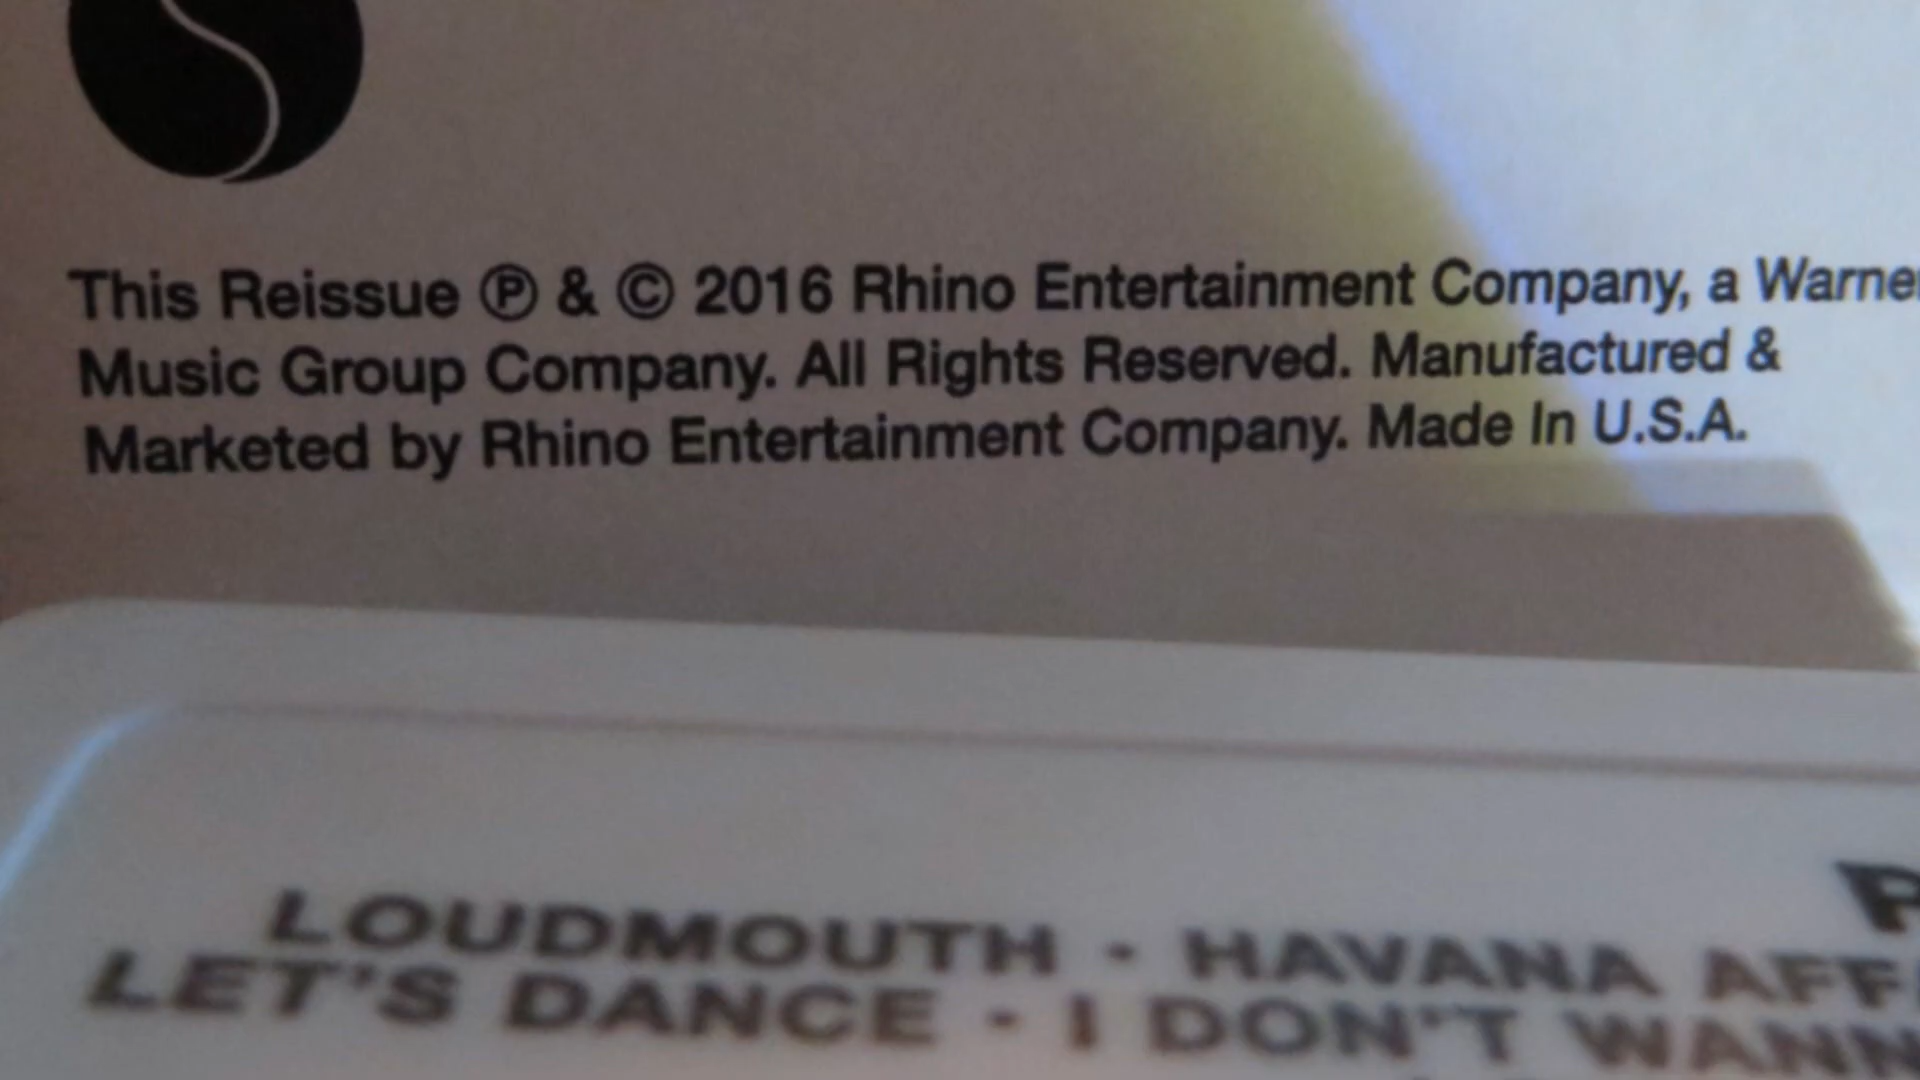 This Reissue ℗ & © 2016 Rhino Entertainment Company, a Warner
Music Group Company. All Rights Reserved. Manufactured &
Marketed by Rhino Entertainment Company. Made In U.S.A.
LOUDMOUTH · HAVANA
LET'S DANCE · I DON'T